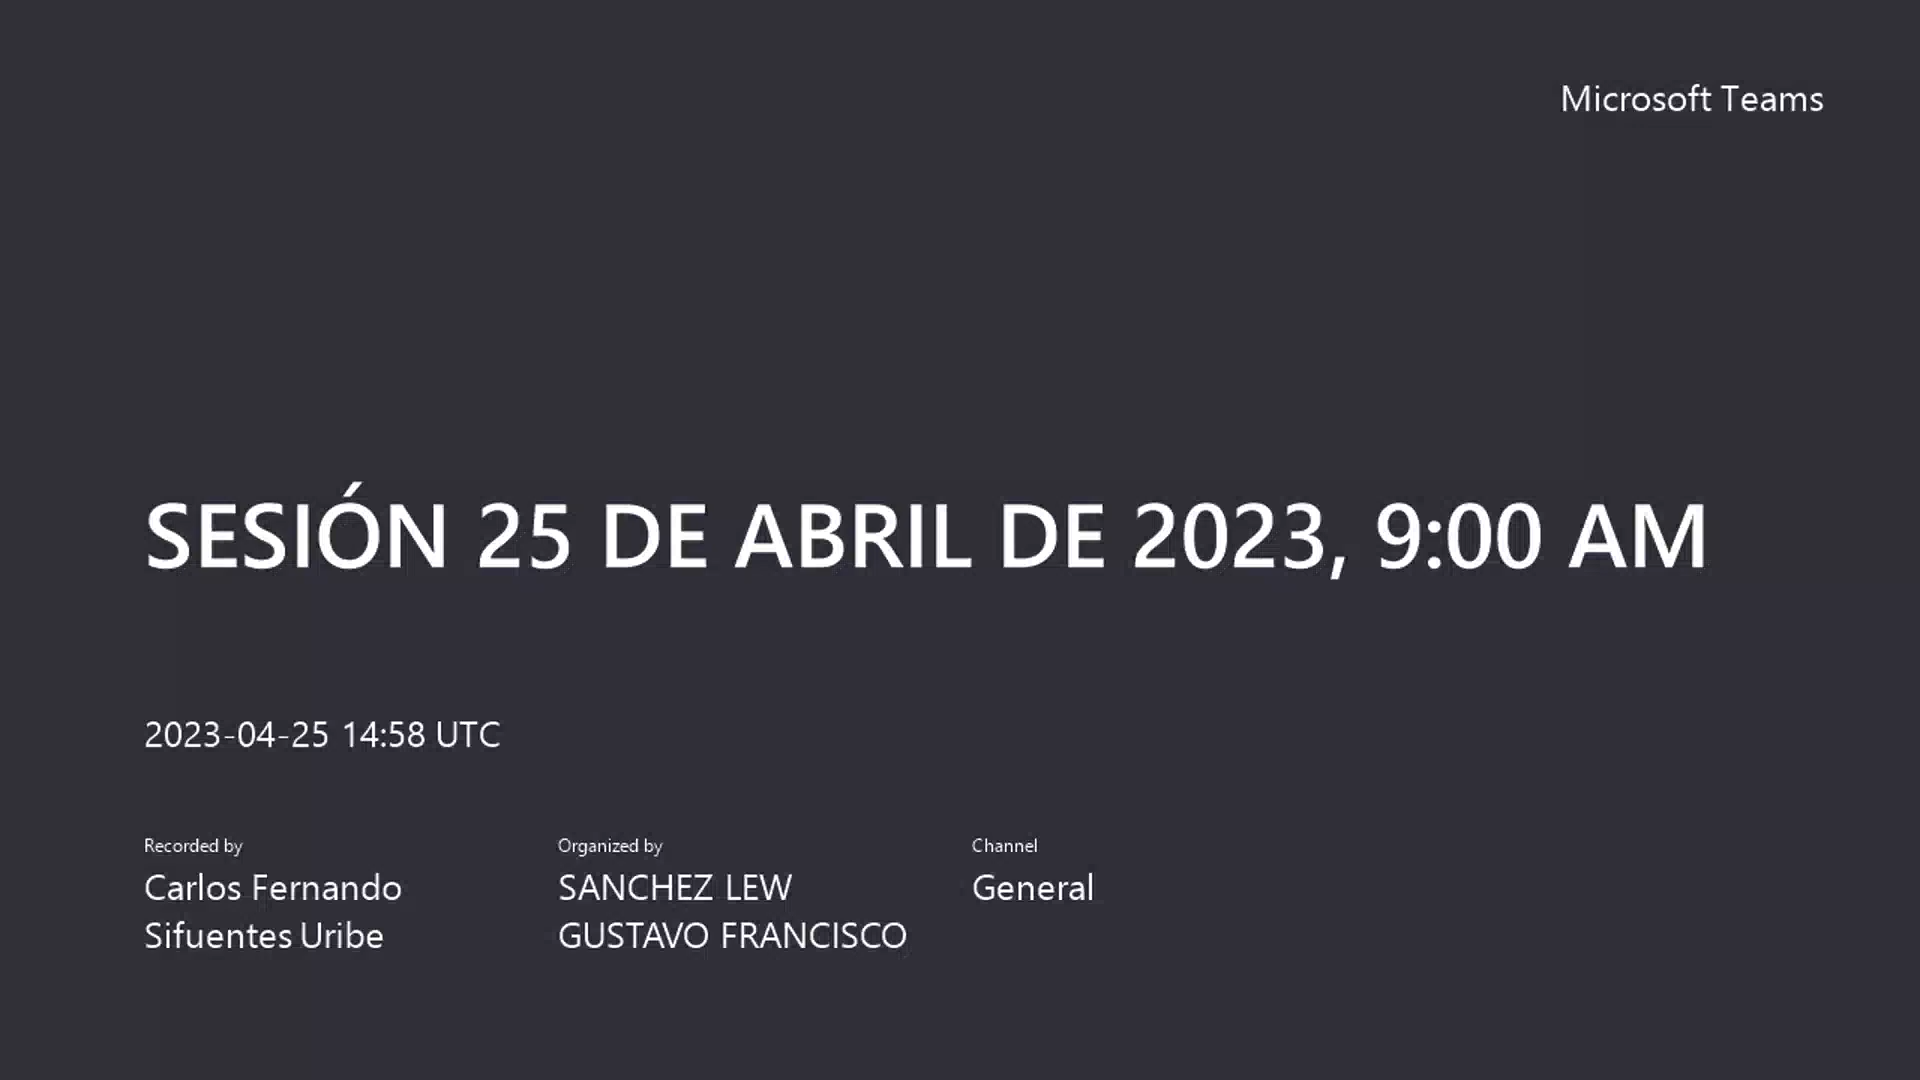 Microsoft Teams
SESIÓN 25 DE ABRIL DE 2023, 9:00 AM
2023-04-25 14:58 UTC
Recorded by
Carlos Fernando
Sifuentes Uribe
Organized by
SANCHEZ LEW
GUSTAVO FRANCISCO
Channel
General